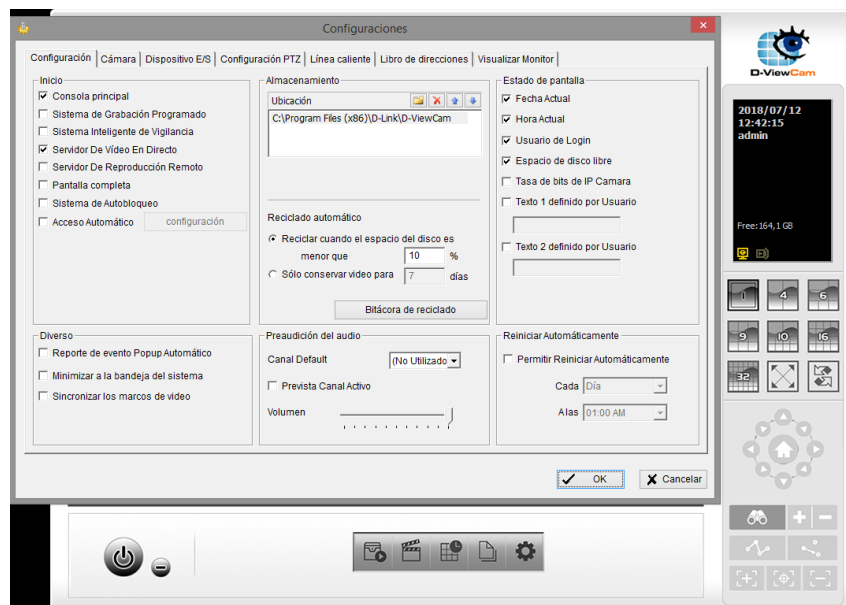 Configuraciones
Configuración Cámara Dispositivo E/S Configuración PTZ Línea caliente Libro de direcciones Visualizar Monitor
Inicio
Consola principal
Sistema de Grabación Programado
Sistema Inteligente de Vigilancia
Servidor De Vídeo En Directo
Servidor De Reproducción Remoto
Pantalla completa
Sistema de Autobloqueo
Acceso Automático configuración
Almacenamiento
Ubicación
C:\Program Files (x86)\D-Link\D-ViewCam
Reciclado automático
Reciclar cuando el espacio del disco es
menor que 10 %
Sólo conservar video para 7 días
Bitácora de reciclado
Estado de pantalla
Fecha Actual
Hora Actual
Usuario de Login
Espacio de disco libre
Tasa de bits de IP Camara
Texto 1 definido por Usuario
Texto 2 definido por Usuario
Diverso
Reporte de evento Popup Automático
Minimizar a la bandeja del sistema
Sincronizar los marcos de video
Preaudición del audio
Canal Default (No Utilizado
Prevista Canal Activo
Volumen
Reiniciar Automáticamente
Permitir Reiniciar Automáticamente
Cada Día
A las 01:00 AM
OK Cancelar
D-ViewCam
2018/07/12
12:42:15
admin
Free:164,1 GB
1 4 6
9 10 16
32